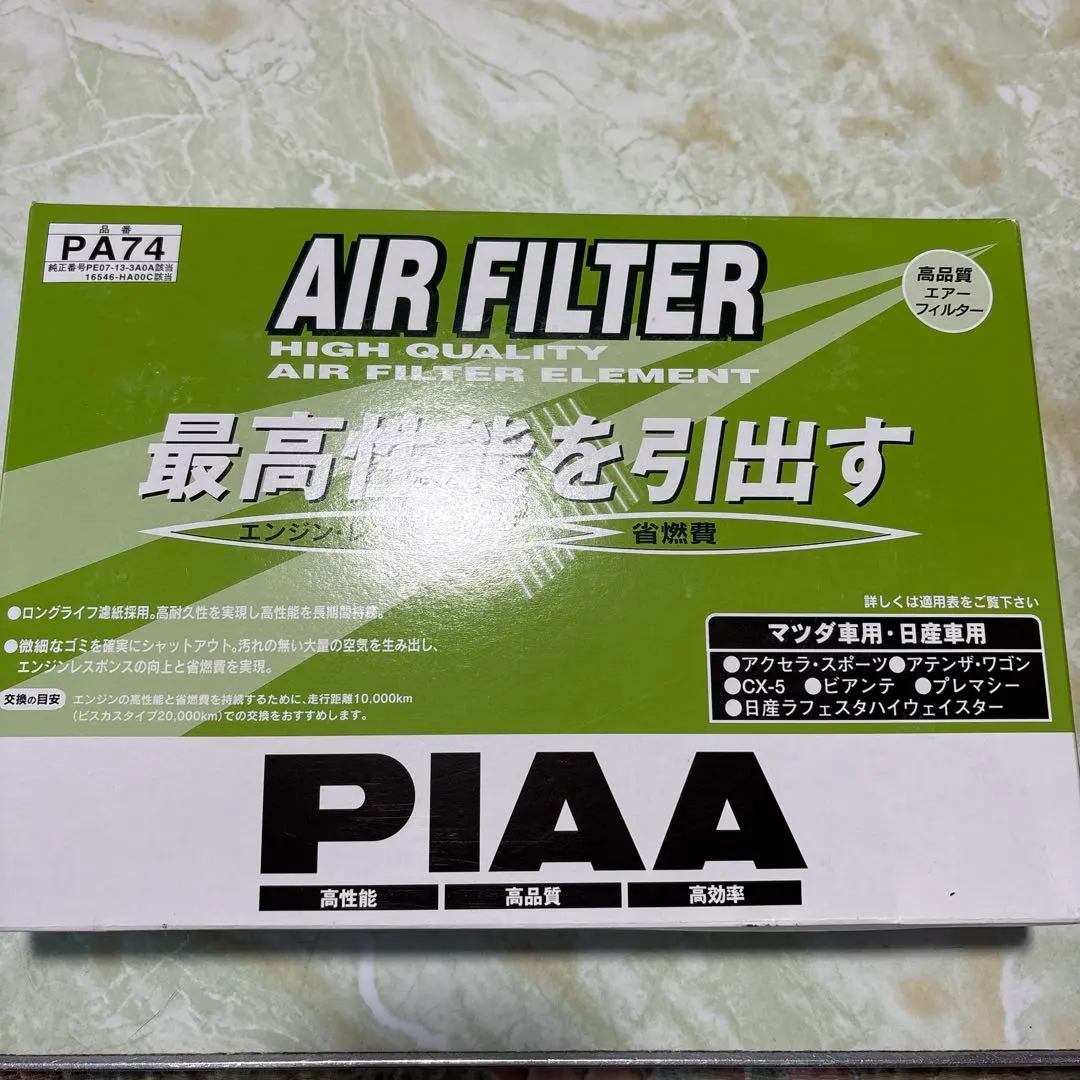 品番
PA74
純正番号PE07-13-3A0A該当
16546-HA00C該当
AIR FILTER
HIGH QUALITY
AIR FILTER ELEMENT
高品質
エアー
フィルター
最高性能を引出す
エンジン・レ
省燃費
●ロングライフ濾紙採用。高耐久性を実現し高性能を長期間持続。
●微細なゴミを確実にシャットアウト。汚れの無い大量の空気を生み出し、
エンジンレスポンスの向上と省燃費を実現。
交換の目安
エンジンの高性能と省燃費を持続するために、走行距離10,000km
(ビスカスタイプ20,000km)での交換をおすすめします。
詳しくは適用表をご覧下さい
マツダ車用・日産車用
●アクセラ・スポーツ●アテンザ・ワゴン
●CX-5 ●ビアンテ ●プレマシー
●日産ラフェスタハイウェイスター
PIAA
高性能 高品質 高効率